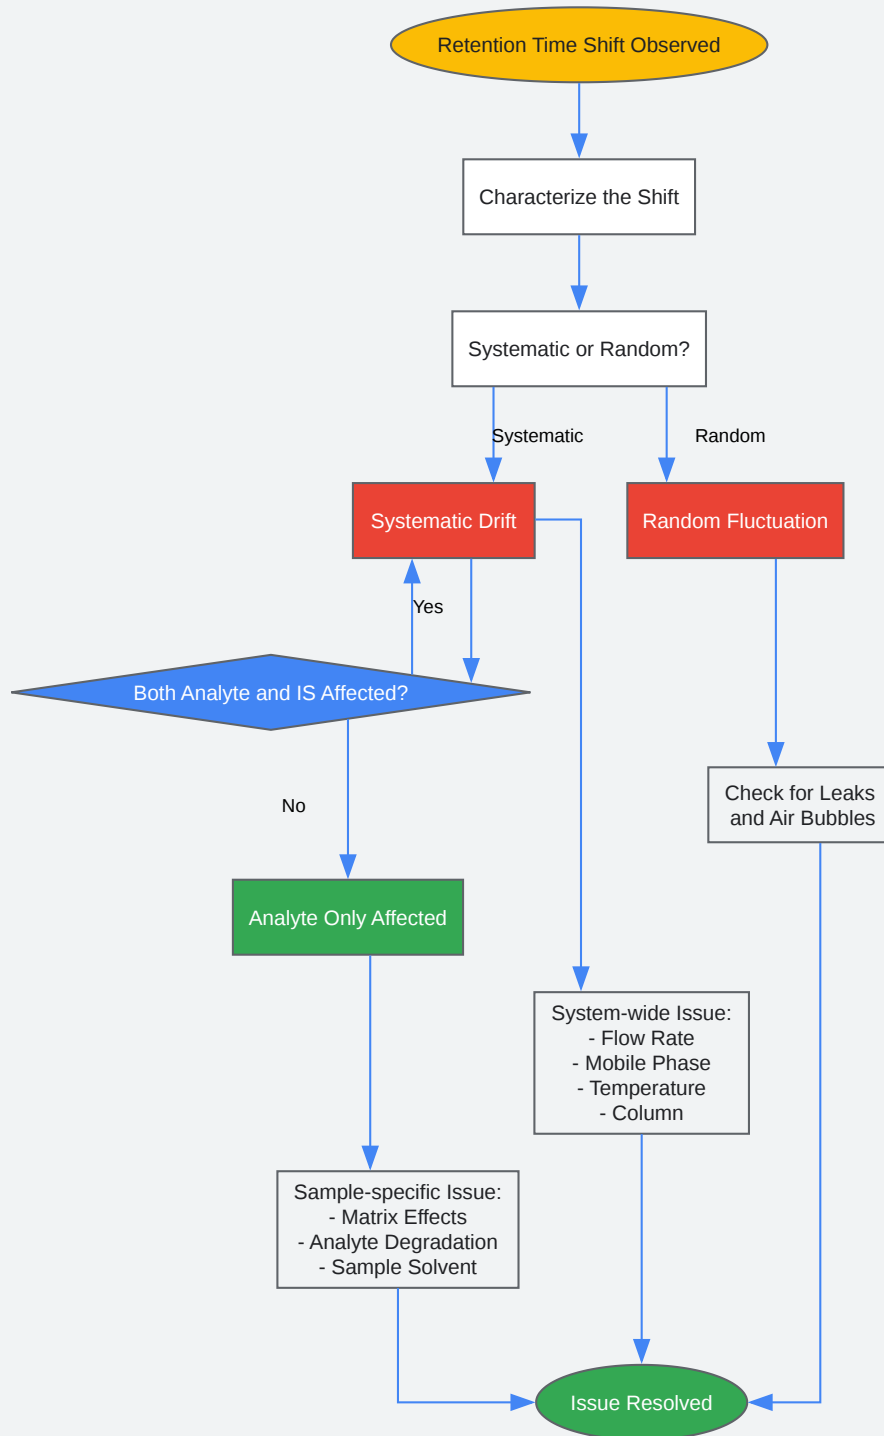 Retention Time Shift Observed
Characterize the Shift
Systematic or Random?
Systematic
Random
Systematic Drift
Random Fluctuation
Yes
Both Analyte and IS Affected?
Check for Leaks
and Air Bubbles
No
Analyte Only Affected
System-wide Issue:
- Flow Rate
- Mobile Phase
- Temperature
- Column
Sample-specific Issue:
- Matrix Effects
- Analyte Degradation
- Sample Solvent
Issue Resolved